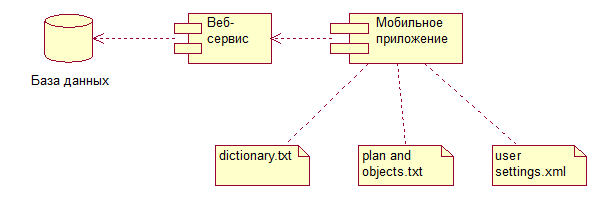 Веб-
сервис
Мобильное
приложение
База данных
dictionary.txt
plan and
objects.txt
user
settings.xml